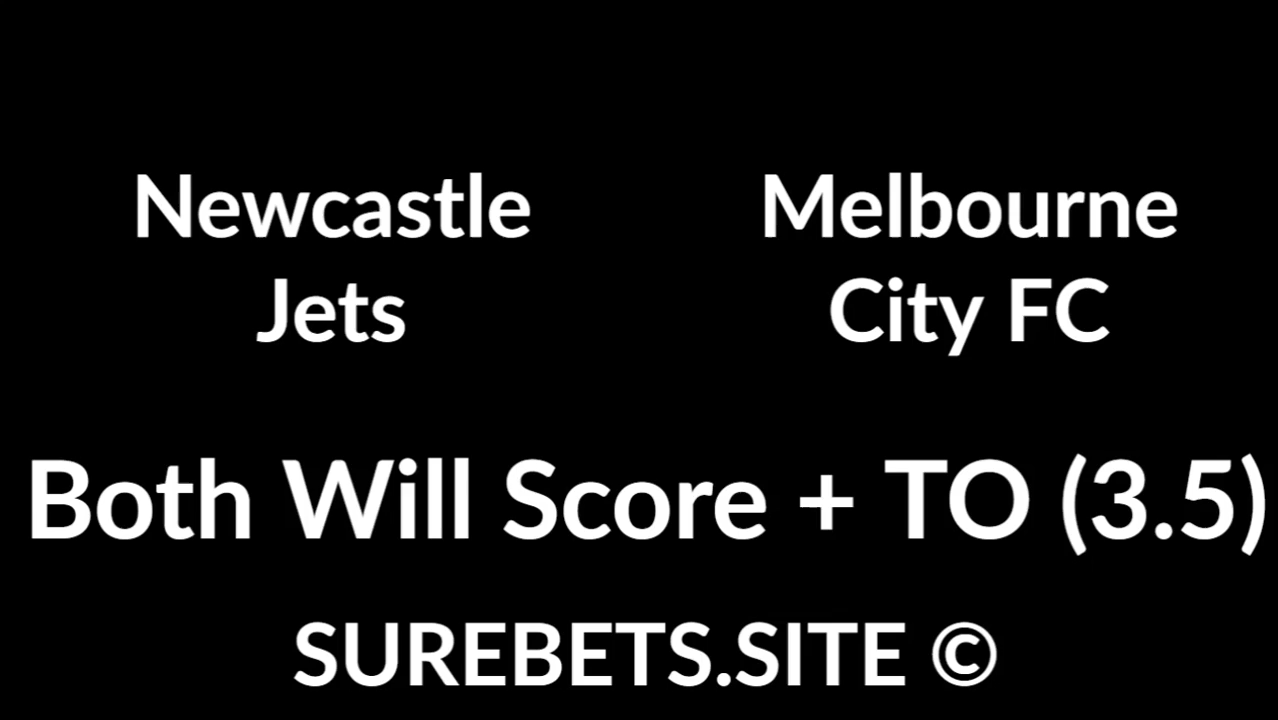 Newcastle
Jets
Melbourne
City FC
Both Will Score + TO (3.5)
SUREBETS.SITE ©